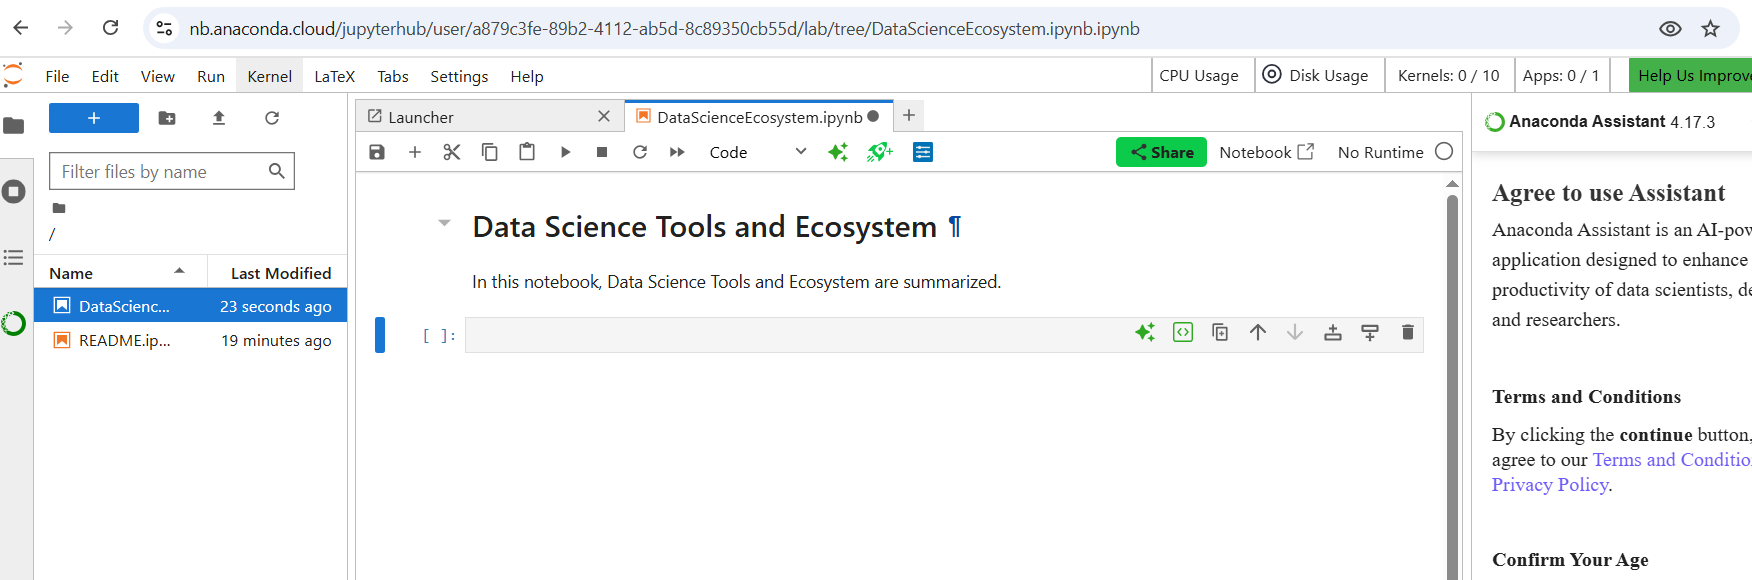 nb.anaconda.cloud/jupyterhub/user/a879c3fe-89b2-4112-ab5d-8c89350cb55d/lab/tree/DataScienceEcosystem.ipynb.ipynb
File Edit View Run Kernel LaTeX Tabs Settings Help
CPU Usage Disk Usage Kernels: 0 / 10 Apps: 0 / 1 Help Us Improve
Launcher DataScienceEcosystem.ipynb
Code Share Notebook No Runtime
Filter files by name
/
Name Last Modified
DataScienc... 23 seconds ago
README.ip... 19 minutes ago
Data Science Tools and Ecosystem ¶
In this notebook, Data Science Tools and Ecosystem are summarized.
[ ]:
Anaconda Assistant 4.17.3
Agree to use Assistant
Anaconda Assistant is an AI-pow
application designed to enhance
productivity of data scientists, de
and researchers.
Terms and Conditions
By clicking the continue button,
agree to our Terms and Conditio
Privacy Policy.
Confirm Your Age